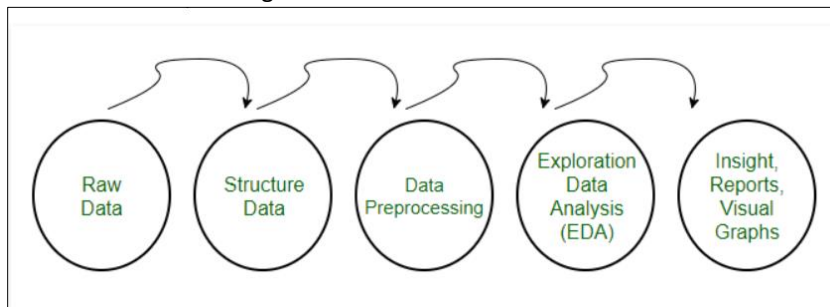 Raw
Data
Structure
Data
Data
Preprocessing
Exploration
Data
Analysis
(EDA)
Insight,
Reports,
Visual
Graphs